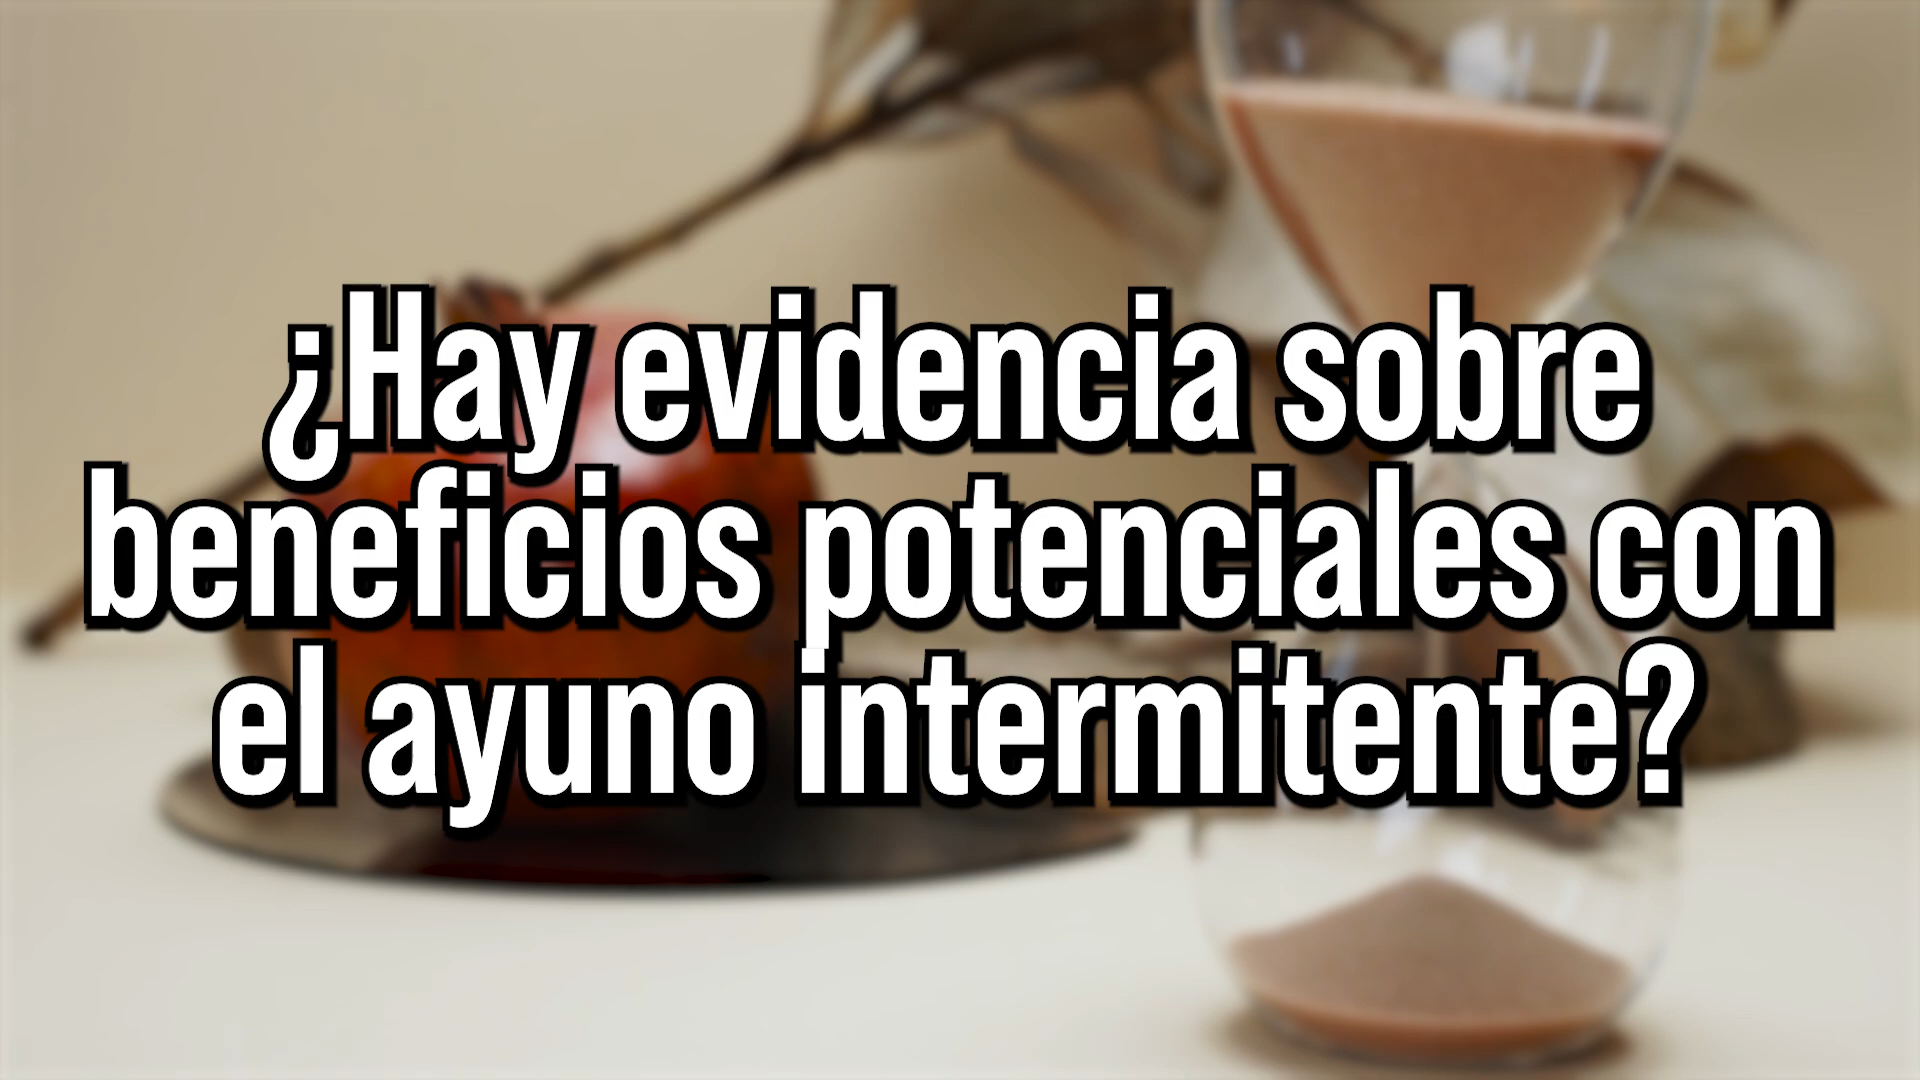 ¿Hay evidencia sobre
beneficios potenciales con
el ayuno intermitente?